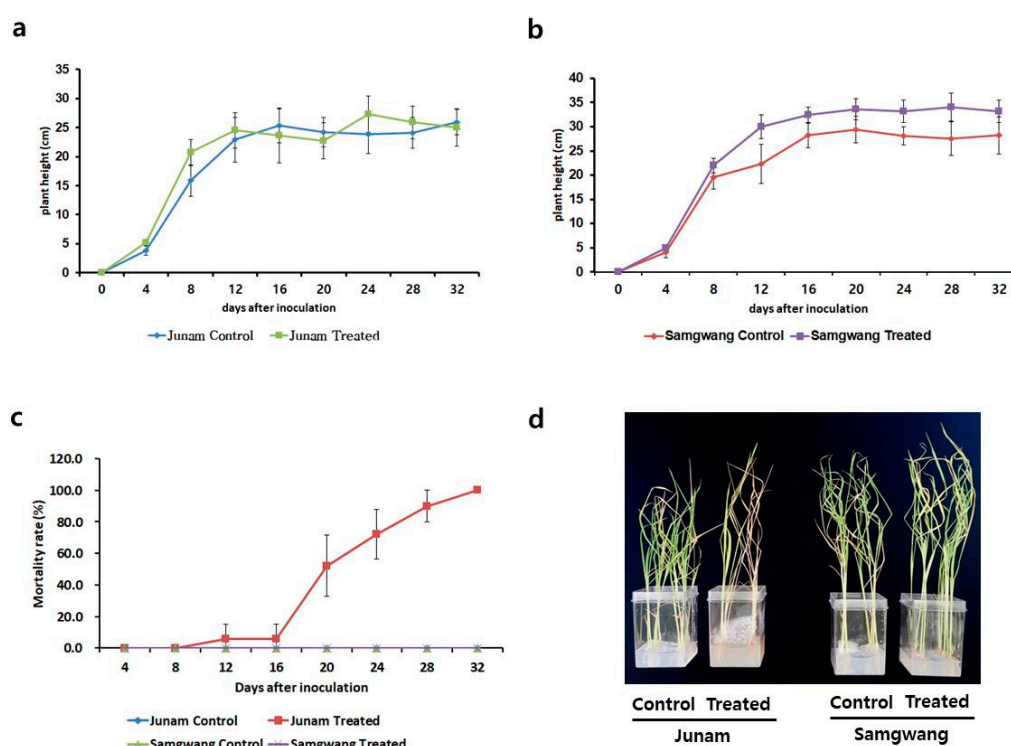 a
35
30
25
20
15
10
5
0
plant height (cm)
0 4 8 12 16 20 24 28 32
days after inoculation
Junam Control Junam Treated
b
40
35
30
25
20
15
10
5
0
plant height (cm)
0 4 8 12 16 20 24 28 32
days after inoculation
Samgwang Control Samgwang Treated
c
120.0
100.0
80.0
60.0
40.0
20.0
0.0
Mortality rate (%)
4 8 12 16 20 24 28 32
Days after inoculation
Junam Control Junam Treated
Samgwang Control Samgwang Treated
d
Control Treated Control Treated
Junam Samgwang